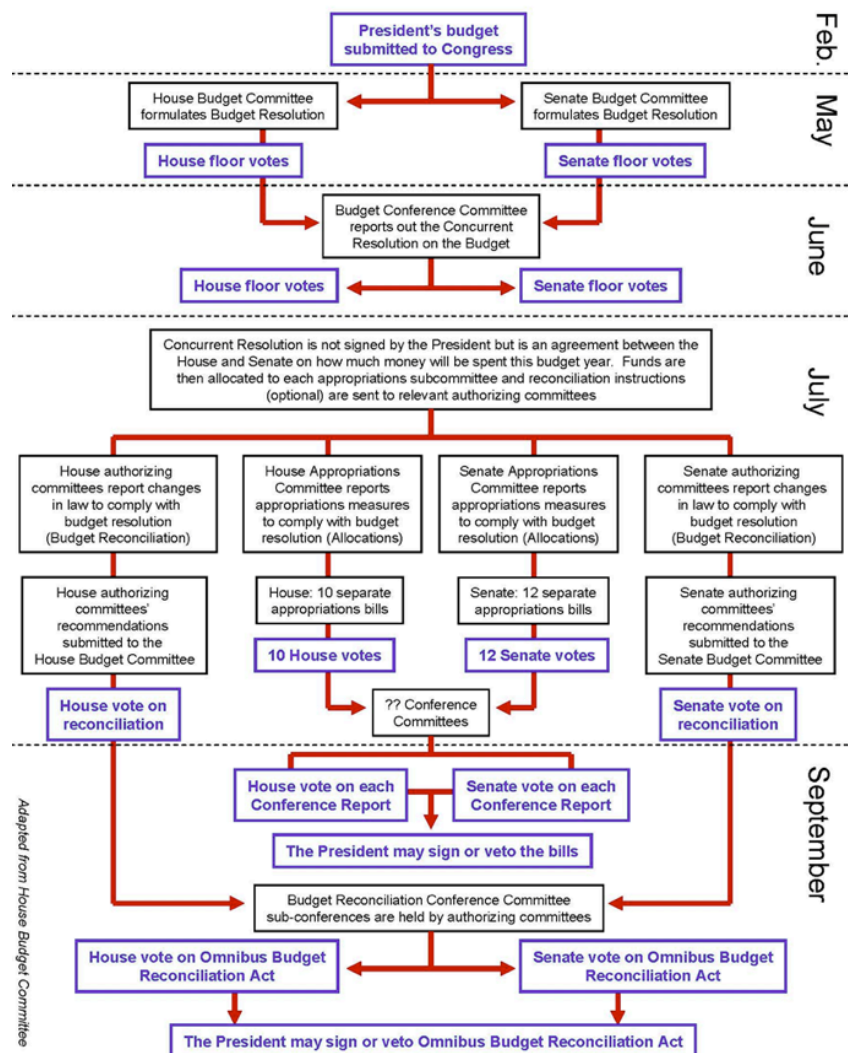 President's budget
submitted to Congress
Feb.
House Budget Committee
formulates Budget Resolution
Senate Budget Committee
formulates Budget Resolution
May
House floor votes
Senate floor votes
Budget Conference Committee
reports out the Concurrent
Resolution on the Budget
June
House floor votes
Senate floor votes
Concurrent Resolution is not signed by the President but is an agreement between the
House and Senate on how much money will be spent this budget year. Funds are
then allocated to each appropriations subcommittee and reconciliation instructions
(optional) are sent to relevant authorizing committees
July
House authorizing
committees report changes
in law to comply with
budget resolution
(Budget Reconciliation)
House Appropriations
Committee reports
appropriations measures
to comply with budget
resolution (Allocations)
Senate Appropriations
Committee reports
appropriations measures
to comply with budget
resolution (Allocations)
Senate authorizing
committees report changes
in law to comply with
budget resolution
(Budget Reconciliation)
House authorizing
committees'
recommendations
submitted to the
House Budget Committee
House: 10 separate
appropriations bills
Senate: 12 separate
appropriations bills
Senate authorizing
committees'
recommendations
submitted to the
Senate Budget Committee
10 House votes
12 Senate votes
House vote on
reconciliation
?? Conference
Committees
Senate vote on
reconciliation
September
House vote on each
Conference Report
Senate vote on each
Conference Report
The President may sign or veto the bills
Budget Reconciliation Conference Committee
sub-conferences are held by authorizing committees
House vote on Omnibus Budget
Reconciliation Act
Senate vote on Omnibus Budget
Reconciliation Act
The President may sign or veto Omnibus Budget Reconciliation Act
Adapted from House Budget Committee